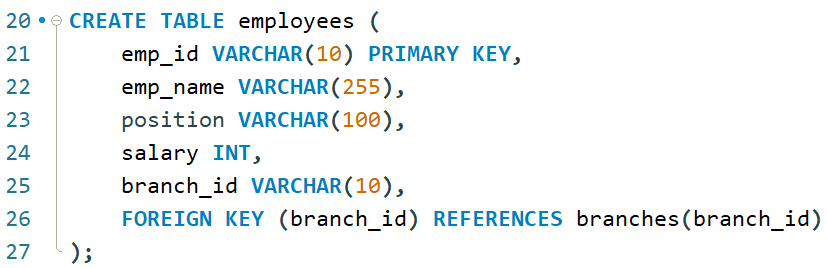 20 CREATE TABLE employees (
21 emp_id VARCHAR(10) PRIMARY KEY,
22 emp_name VARCHAR(255),
23 position VARCHAR(100),
24 salary INT,
25 branch_id VARCHAR(10),
26 FOREIGN KEY (branch_id) REFERENCES branches(branch_id)
27 );